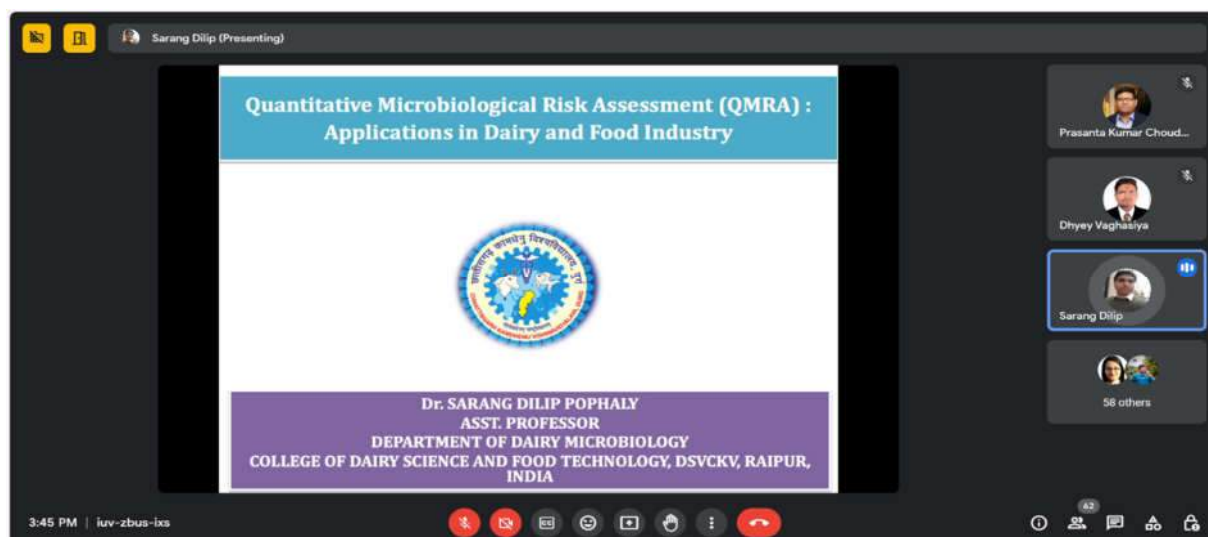 Sarang Dilip (Presenting)
Quantitative Microbiological Risk Assessment (QMRA) :
Applications in Dairy and Food Industry
Dr. SARANG DILIP POPHALY
ASST. PROFESSOR
DEPARTMENT OF DAIRY MICROBIOLOGY
COLLEGE OF DAIRY SCIENCE AND FOOD TECHNOLOGY, DSVCKV, RAIPUR,
INDIA
Prasanta Kumar Choud...
Dhyey Vaghasiya
Sarang Dilip
58 others
3:45 PM | iuv-zbus-ixs
CC
62